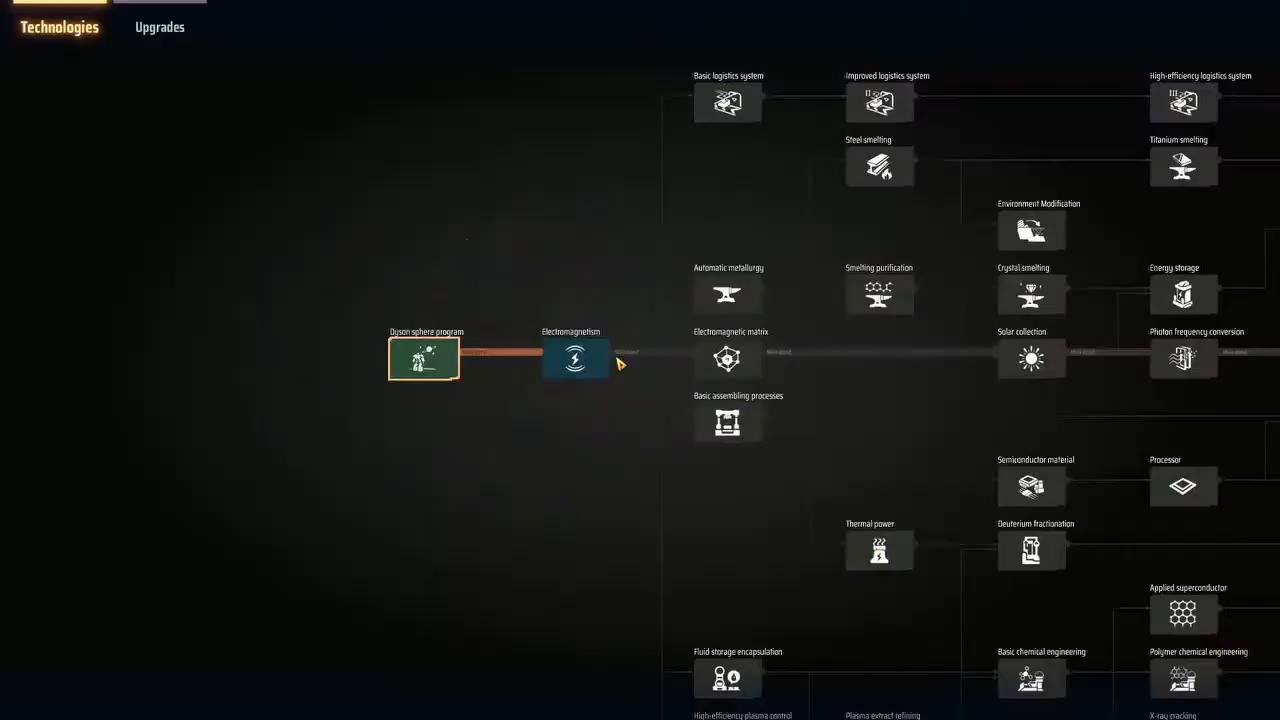 Technologies
Upgrades
Basic logistics system
Improved logistics system
High-efficiency logistics system
Steel smelting
Titanium smelting
Environment Modification
Automatic metallurgy
Smelting purification
Crystal smelting
Energy storage
Dyson sphere program
Electromagnetism
Electromagnetic matrix
Solar collection
Photon frequency conversion
Basic assembling processes
Semiconductor material
Processor
Thermal power
Deuterium fractionation
Applied superconductor
Fluid storage encapsulation
Basic chemical engineering
Polymer chemical engineering
High-efficiency plasma control
Plasma extract refining
X-ray cracking